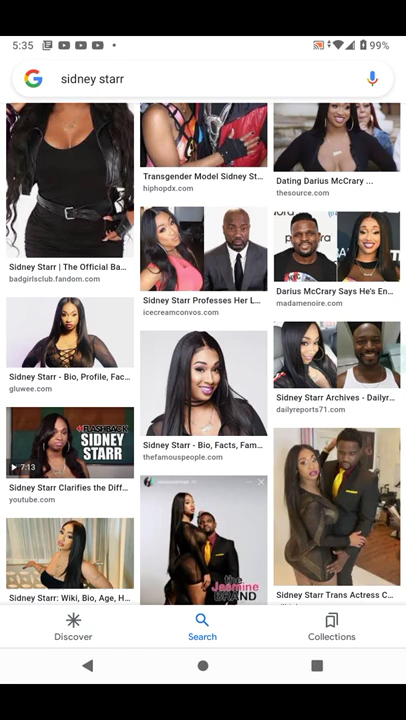 5:35
99%
sidney starr
Sidney Starr | The Official Ba...
badgirlsclub.fandom.com
Sidney Starr - Bio, Profile, Fac...
gluwee.com
FLASHBACK
SIDNEY
STARR
7:13
Sidney Starr Clarifies the Diff...
youtube.com
Sidney Starr: Wiki, Bio, Age, H...
Transgender Model Sidney St...
hiphopdx.com
Sidney Starr Professes Her L...
icecreamconvos.com
Sidney Starr - Bio, Facts, Fam...
thefamouspeople.com
the
Jasmine
BRAND
Dating Darius McCrary ...
thesource.com
Darius McCrary Says He's En...
madamenoire.com
Sidney Starr Archives - Dailyr...
dailyreports71.com
Sidney Starr Trans Actress C...
Discover
Search
Collections